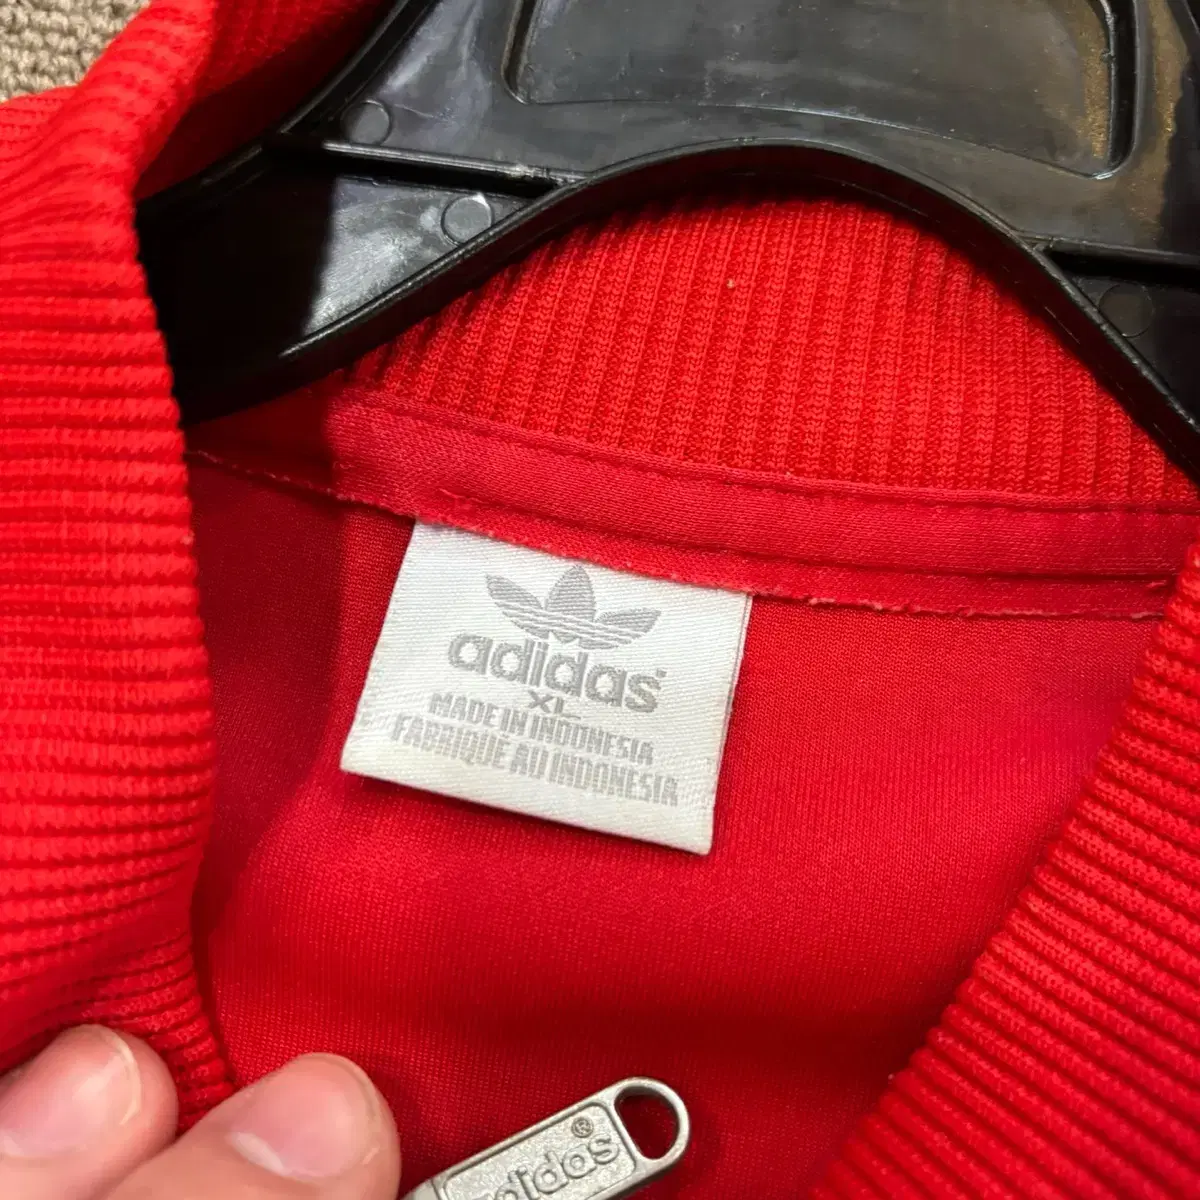 adidas
XL
MADE IN INDONESIA
FABRIQUE AU INDONESIA
adidas®